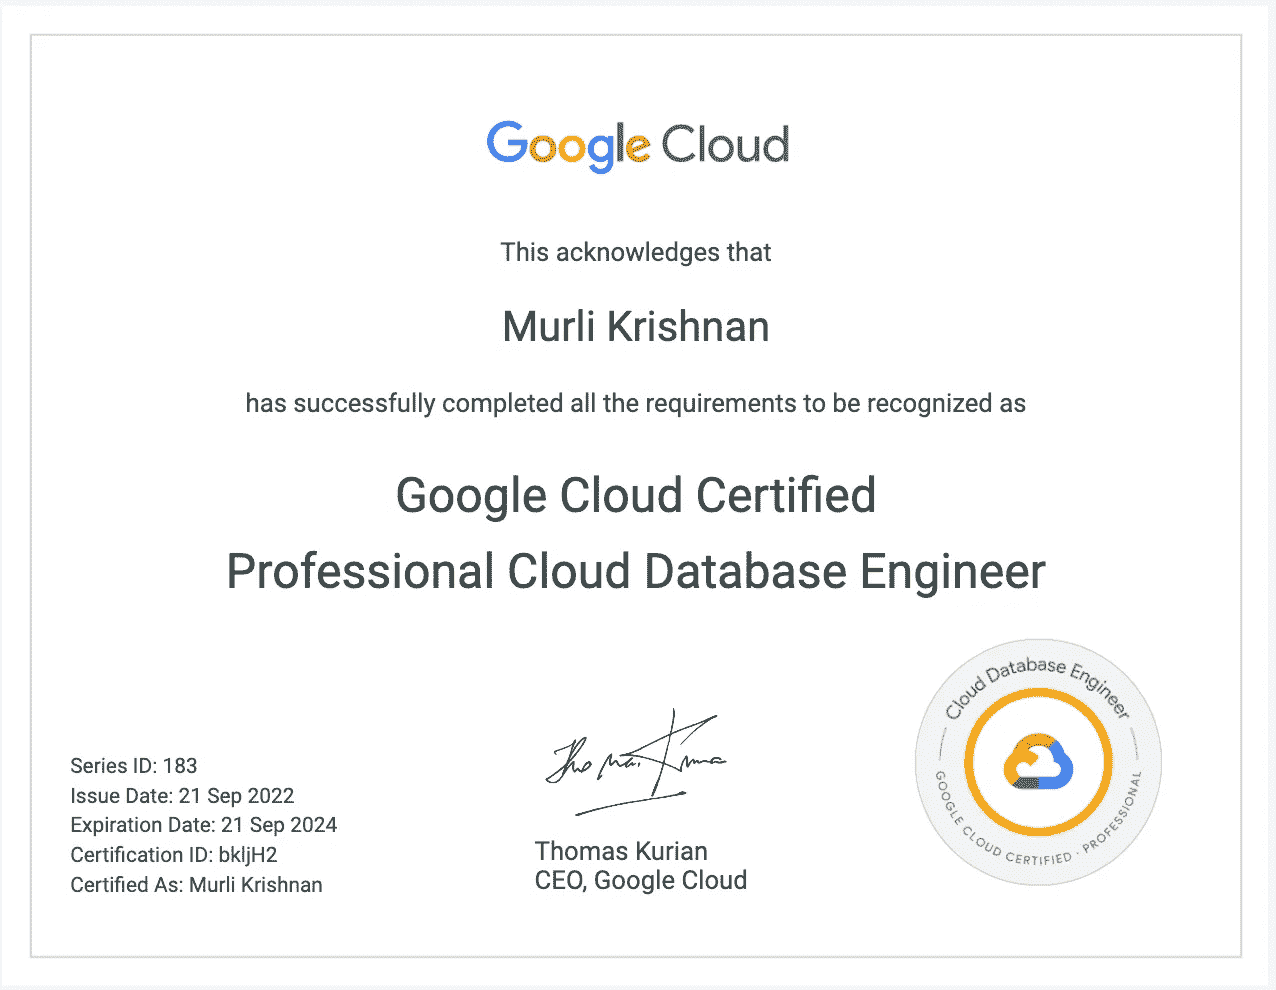 Google Cloud
This acknowledges that
Murli Krishnan
has successfully completed all the requirements to be recognized as
Google Cloud Certified
Professional Cloud Database Engineer
Series ID: 183
Issue Date: 21 Sep 2022
Expiration Date: 21 Sep 2024
Certification ID: bkljH2
Certified As: Murli Krishnan
Thomas Kurian
Thomas Kurian
CEO, Google Cloud
Cloud Database Engineer
GOOGLE CLOUD CERTIFIED · PROFESSIONAL